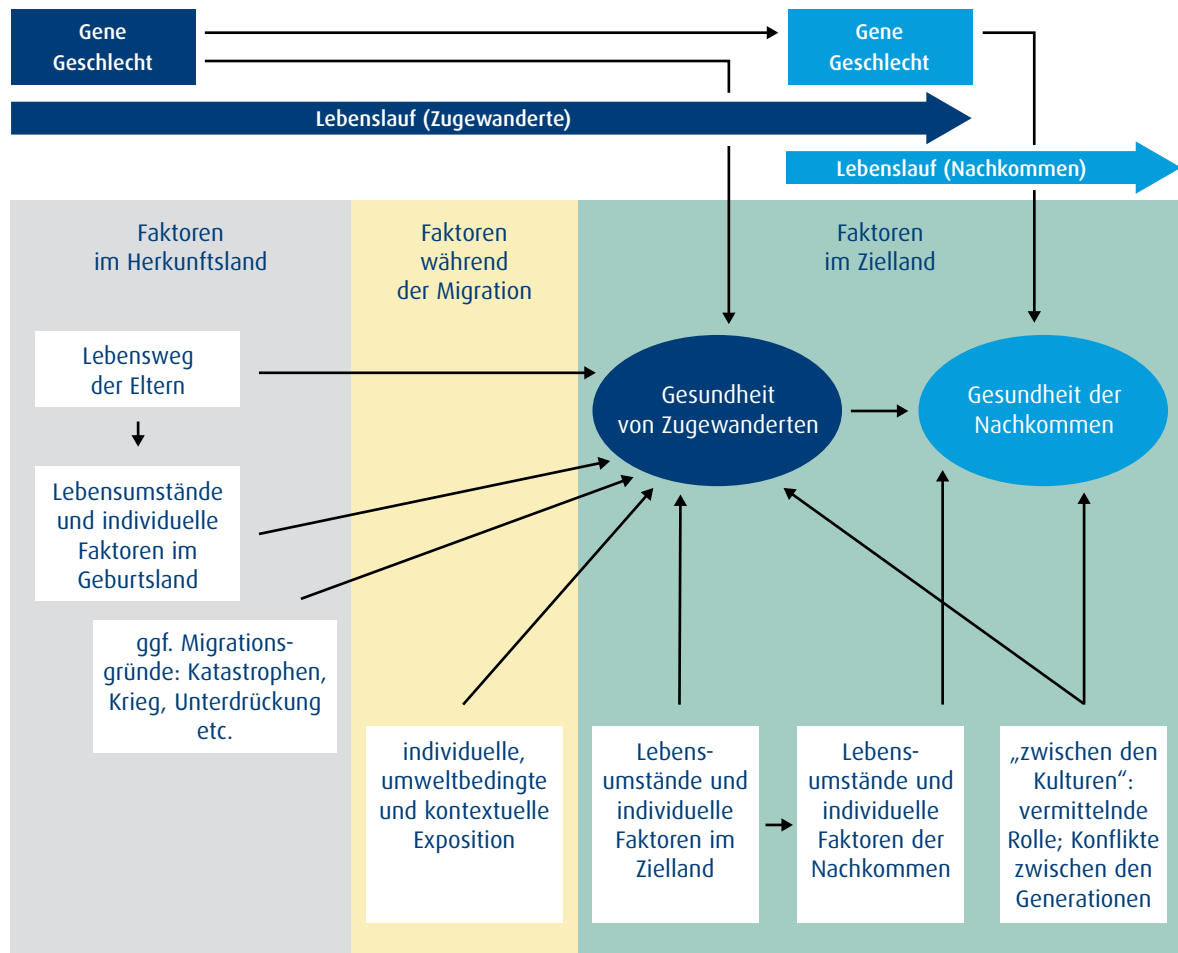 Gene
Geschlecht
Gene
Geschlecht
Lebenslauf (Zugewanderte)
Lebenslauf (Nachkommen)
Faktoren
im Herkunftsland
Faktoren
während
der Migration
Faktoren
im Zielland
Lebensweg
der Eltern
Gesundheit
von Zugewanderten
Gesundheit der
Nachkommen
Lebensumstände
und individuelle
Faktoren im
Geburtsland
ggf. Migrations-
gründe: Katastrophen,
Krieg, Unterdrückung
etc.
individuelle,
umweltbedingte
und kontextuelle
Exposition
Lebens-
umstände und
individuelle
Faktoren im
Zielland
Lebens-
umstände und
individuelle
Faktoren der
Nachkommen
„zwischen den
Kulturen“:
vermittelnde
Rolle; Konflikte
zwischen den
Generationen